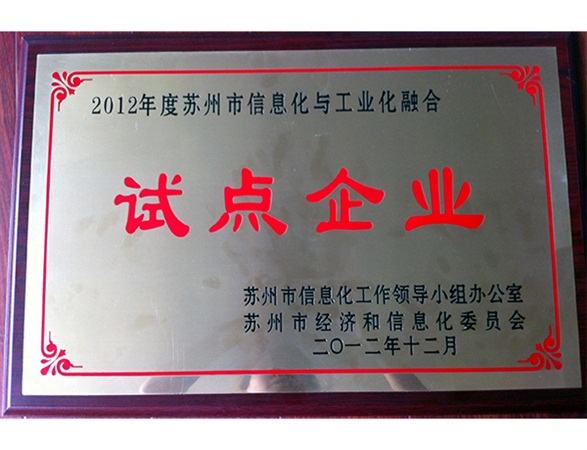 2012年度苏州市信息化与工业化融合
试点企业
苏州市信息化工作领导小组办公室
苏州市经济和信息化委员会
二〇一二年十二月